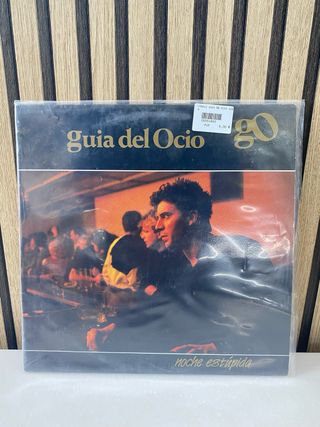 guia del Ocio
gO
noche estúpida